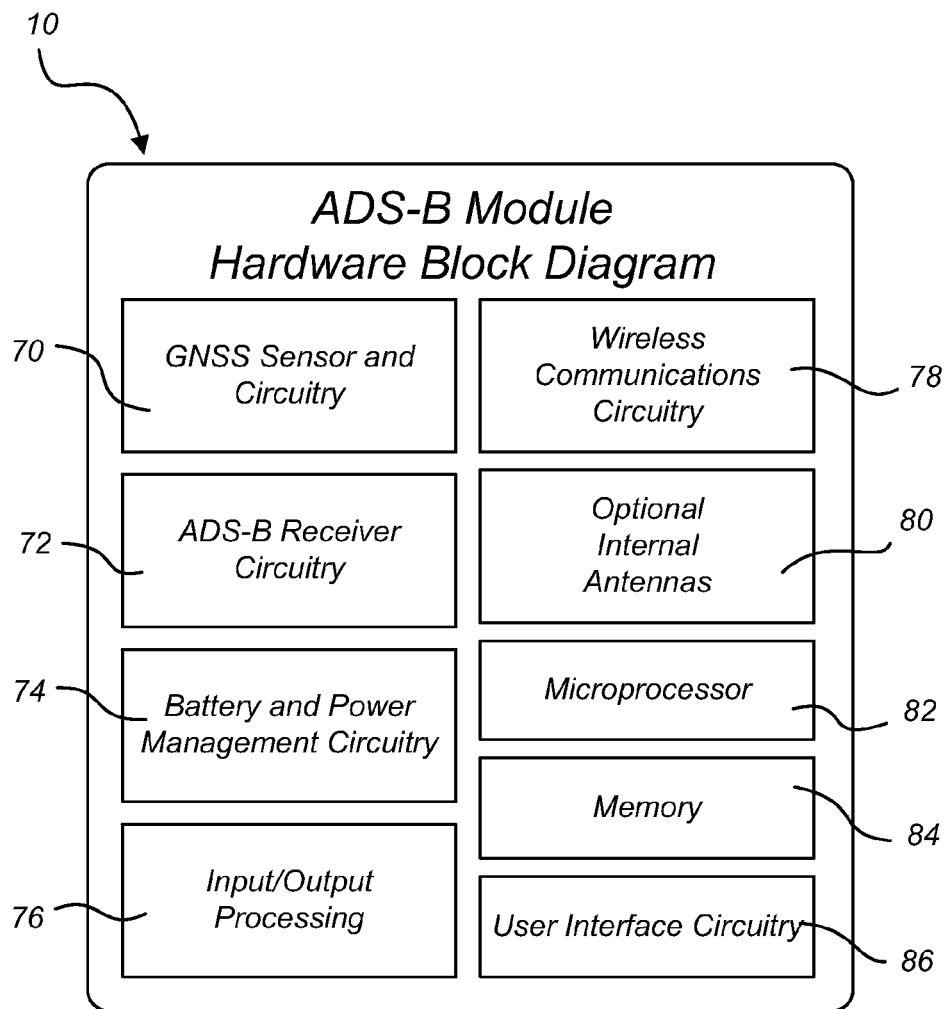 10
ADS-B Module
Hardware Block Diagram
70
GNSS Sensor and
Circuitry
Wireless
Communications
Circuitry
78
72
ADS-B Receiver
Circuitry
Optional
Internal
Antennas
80
74
Battery and Power
Management Circuitry
Microprocessor
82
Memory
84
76
Input/Output
Processing
User Interface Circuitry
86